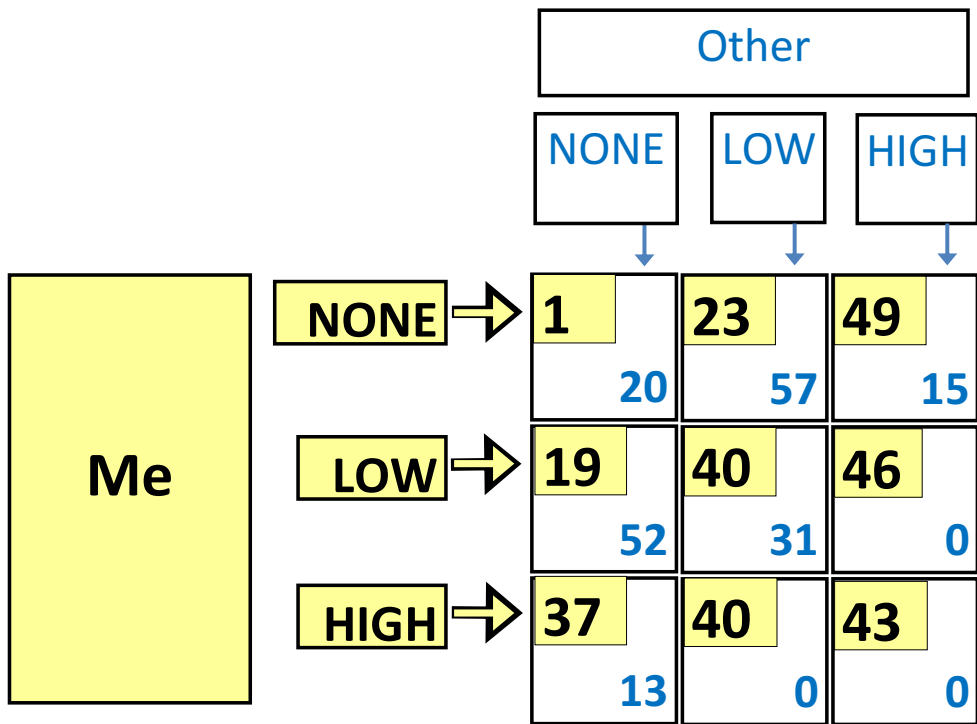 Other
NONE LOW HIGH
NONE 1 23 49
20 57 15
Me
LOW 19 40 46
52 31 0
HIGH 37 40 43
13 0 0